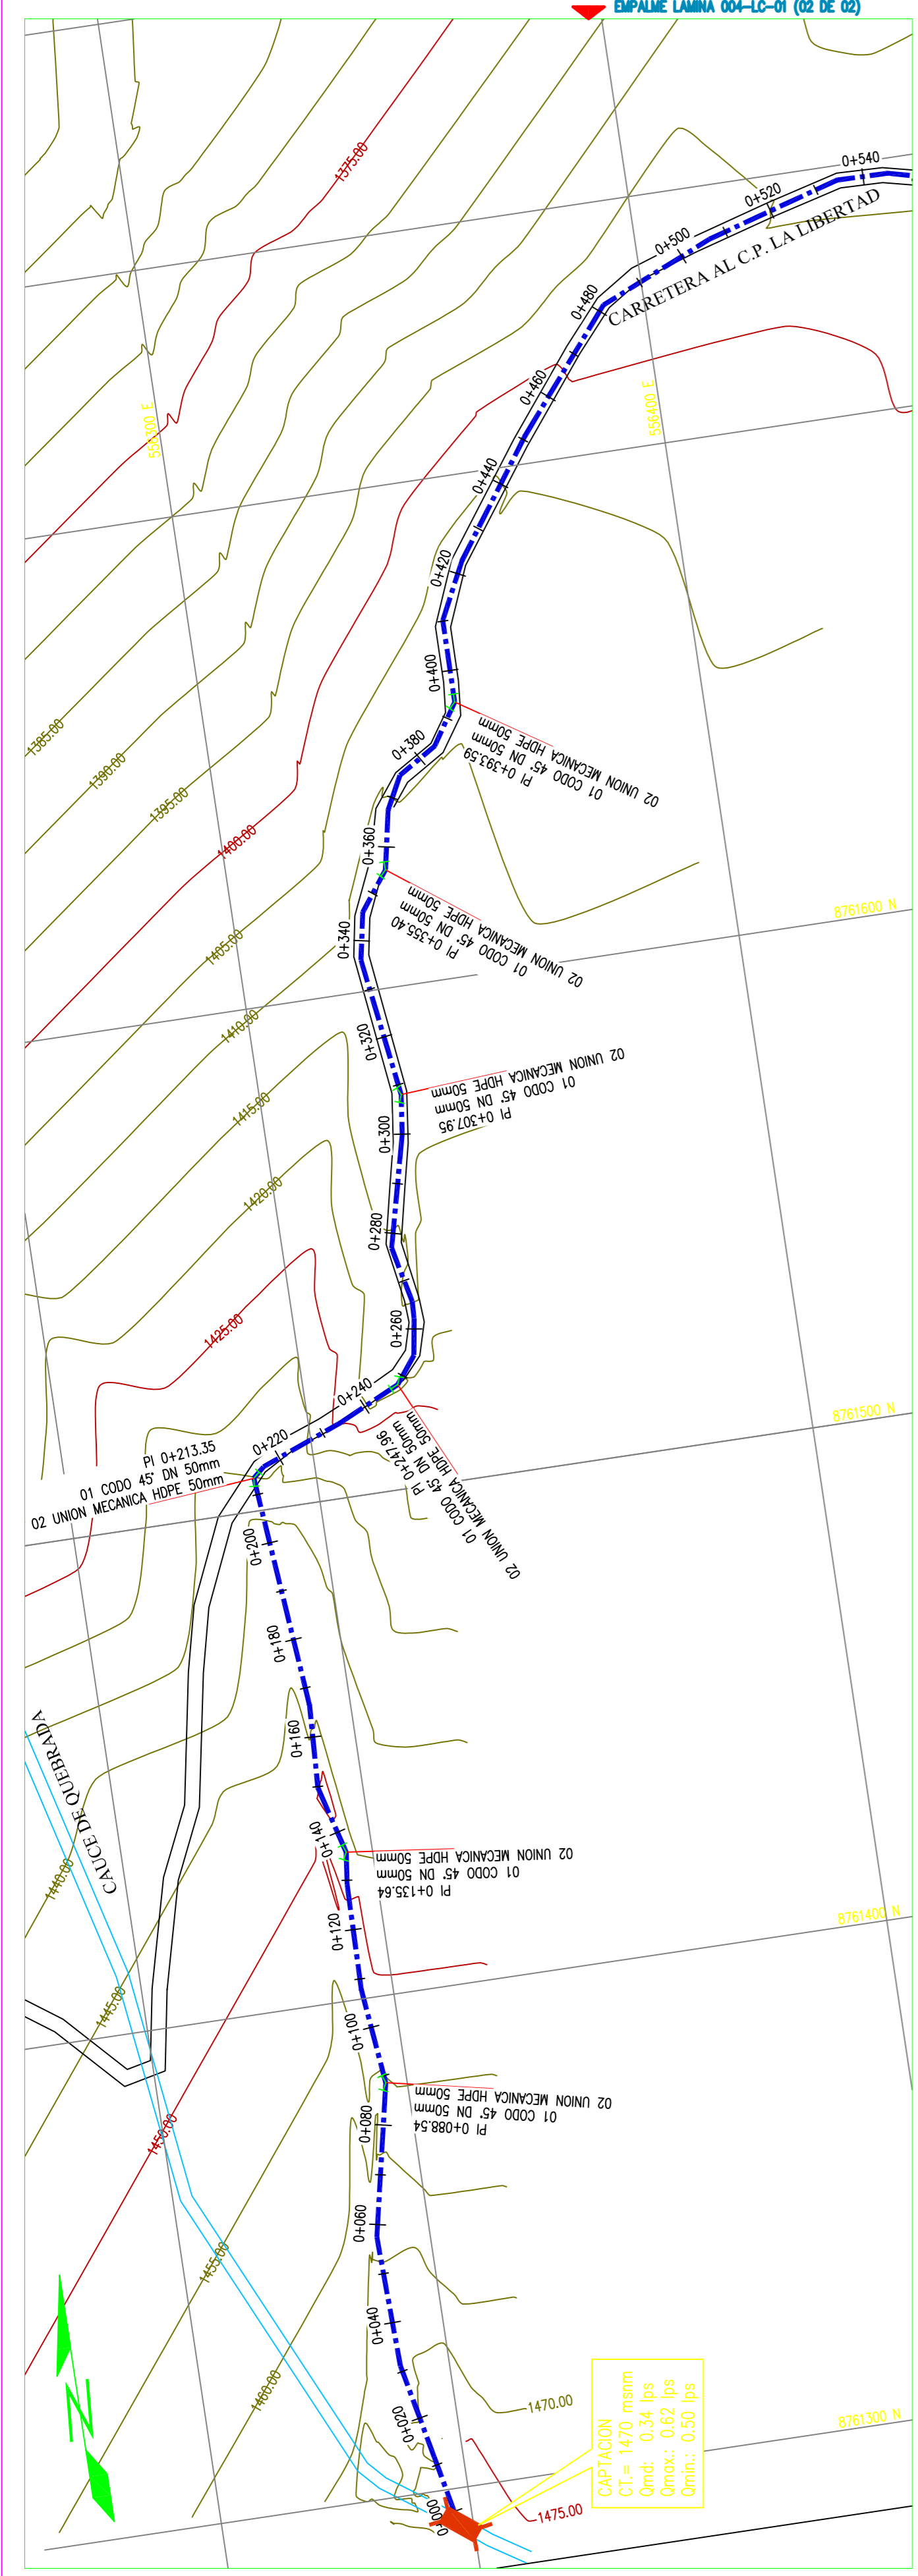 EMPALME LAMINA 004-LC-01 (02 DE 02)
0+540
0+520
0+500
CARRETERA AL C.P. LA LIBERTAD
1375.00
0+480
0+460
556400 E
0+440
0+420
0+400
PI 0+393.59
01 CODO 45° DN 50mm
02 UNION MECANICA HDPE 50mm
0+380
1385.00
1390.00
1395.00
1400.00
0+360
PI 0+355.40
01 CODO 45° DN 50mm
02 UNION MECANICA HDPE 50mm
8761600 N
0+340
1405.00
1410.00
0+320
PI 0+307.95
01 CODO 45° DN 50mm
02 UNION MECANICA HDPE 50mm
1415.00
0+300
1420.00
0+280
1425.00
0+260
0+240
8761500 N
PI 0+247.96
01 CODO 45° DN 50mm
02 UNION MECANICA HDPE 50mm
0+220
PI 0+213.35
01 CODO 45° DN 50mm
02 UNION MECANICA HDPE 50mm
0+200
0+180
0+160
CAUCE DE QUEBRADA
0+140
PI 0+135.64
01 CODO 45° DN 50mm
02 UNION MECANICA HDPE 50mm
1440.00
0+120
8761400 N
1445.00
0+100
PI 0+088.54
01 CODO 45° DN 50mm
02 UNION MECANICA HDPE 50mm
0+080
1450.00
0+060
1455.00
0+040
1460.00
N
0+020
1470.00
CAPTACION
CT.= 1470 msnm
Qmd: 0.34 lps
Qmax.: 0.62 lps
Qmin.: 0.50 lps
8761300 N
0+000
1475.00